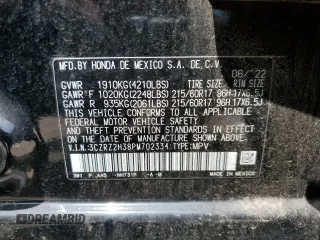 MFD.BY HONDA DE MEXICO S.A. DE C.V.
GVWR 1910KG(4210LBS) TIRE SIZE 06/'22
GAWR F 1020KG(2248LBS) 215/60R17 96H 17X6.5J
GAWR R 935KG(2061LBS) 215/60R17 96H 17X6.5J
THIS VEHICLE CONFORMS TO ALL APPLICABLE
FEDERAL MOTOR VEHICLE SAFETY AND THEFT
PREVENTION STANDARDS IN EFFECT ON THE DATE OF
MANUFACTURE SHOWN ABOVE.
V.I.N:3CZRZ2H38PM702334 TYPE:MPV
NH731P -A -M MADE IN MEXICO